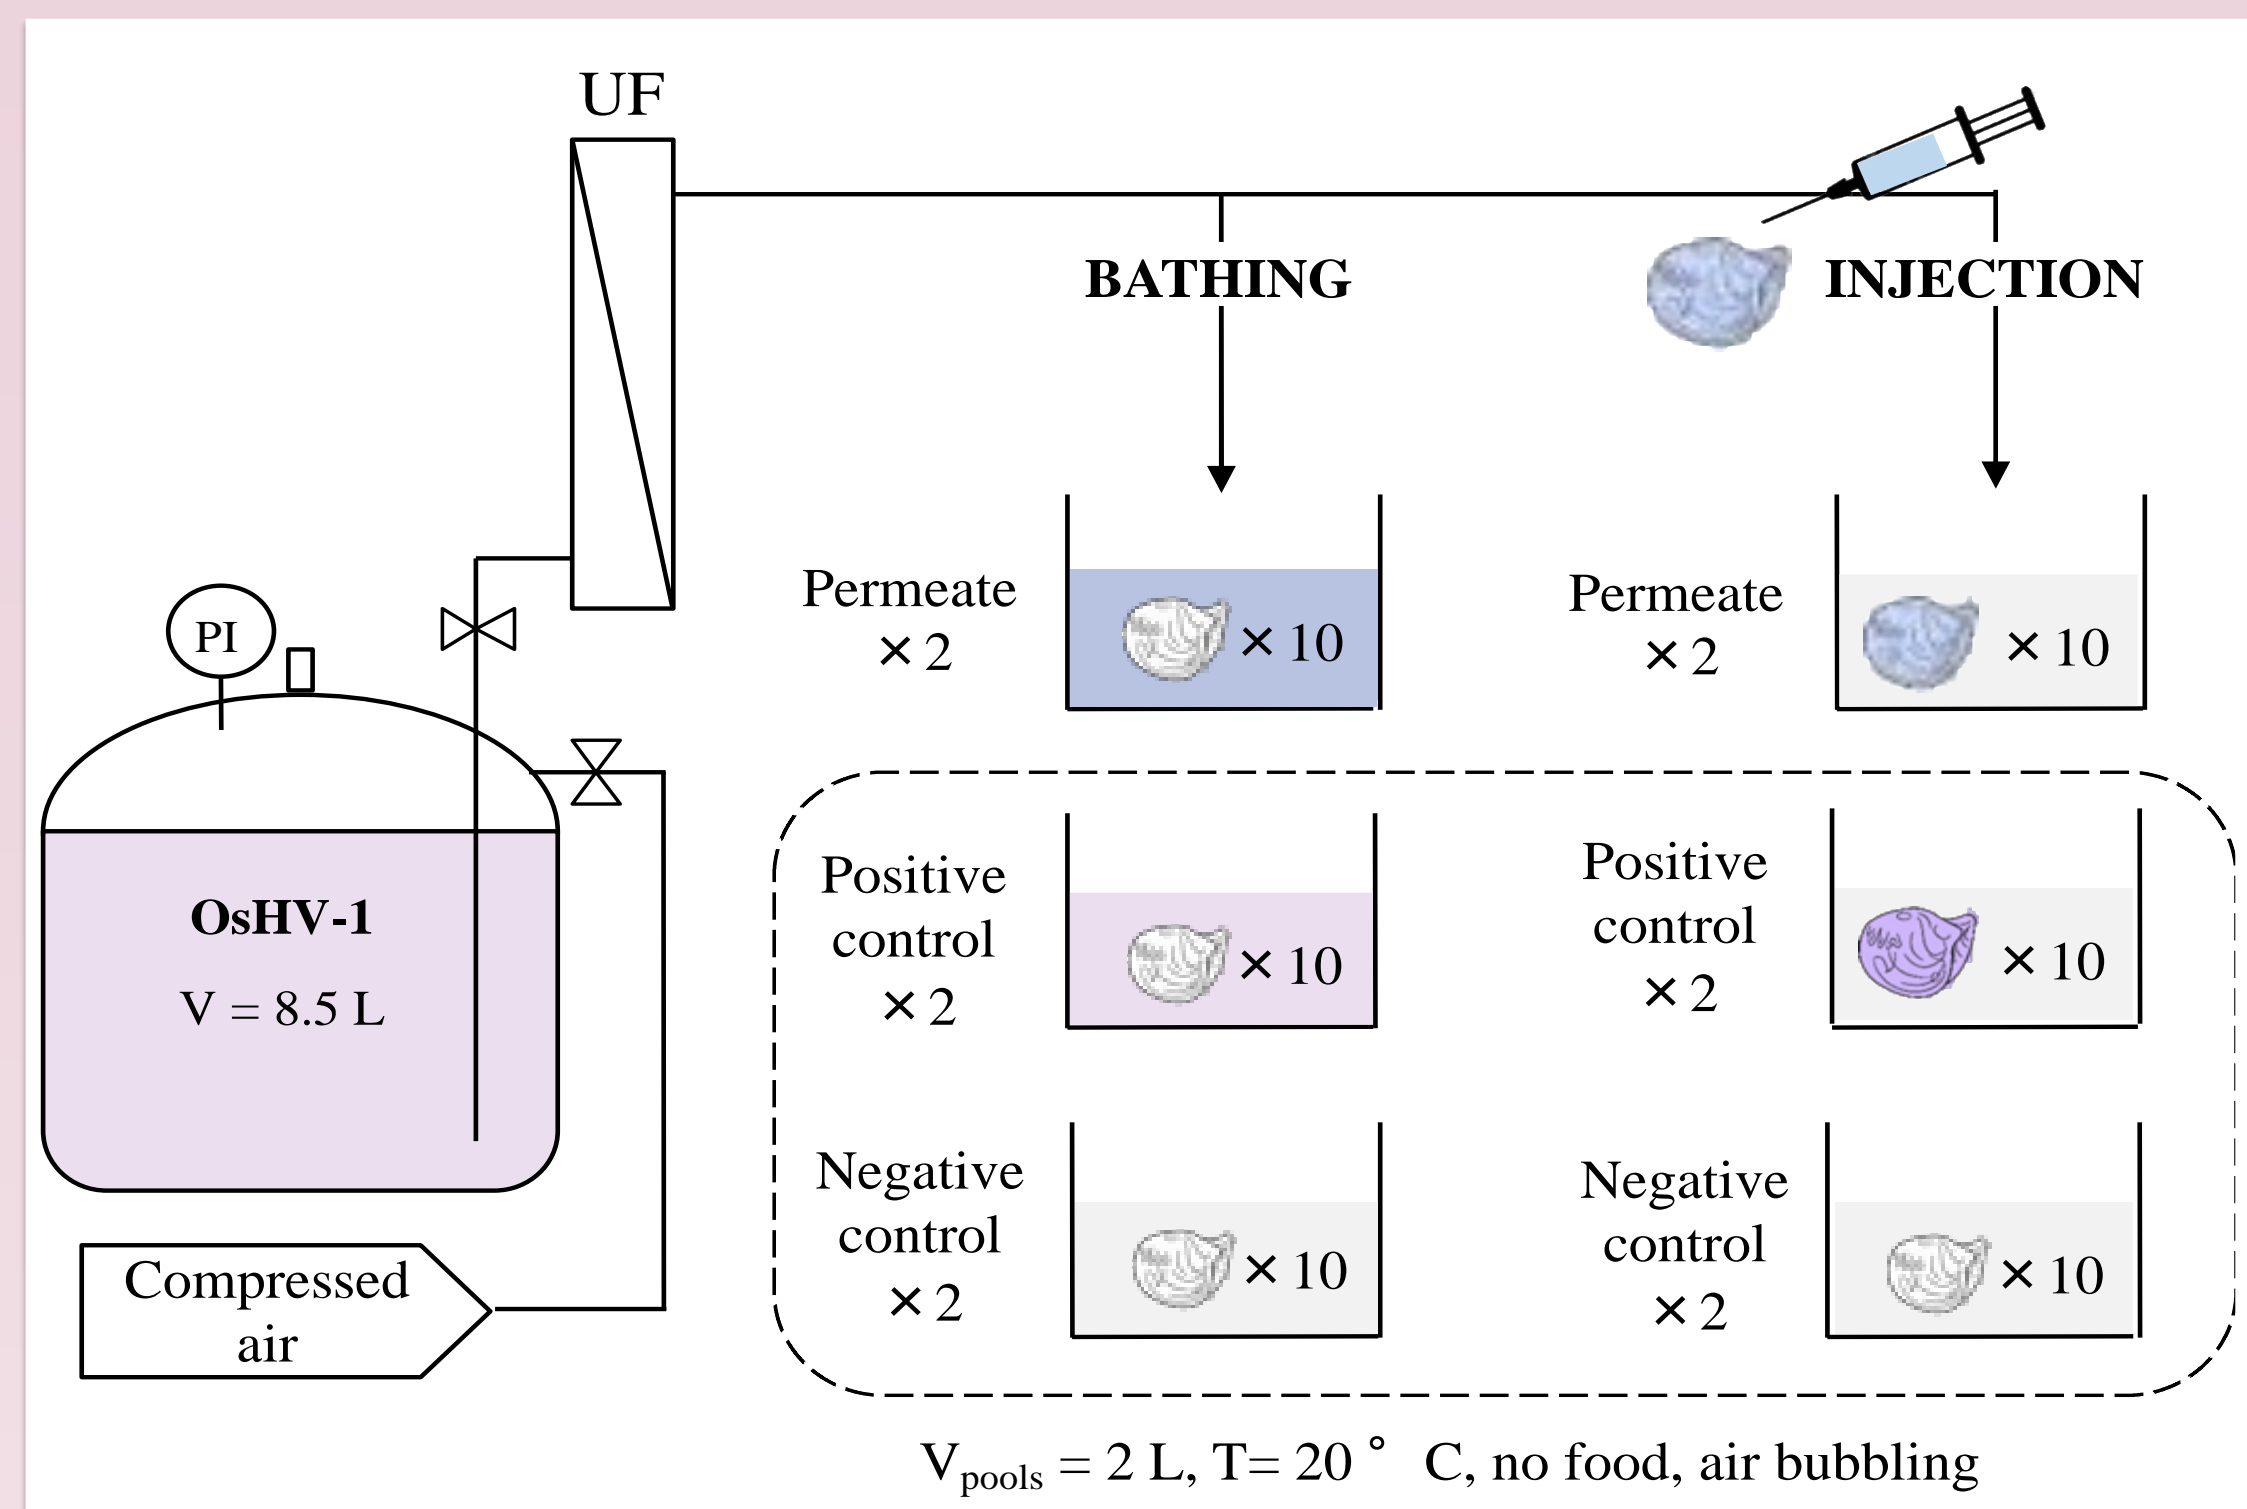 UF
BATHING
INJECTION
Permeate
× 2
× 10
Permeate
× 2
× 10
PI
OsHV-1
V = 8.5 L
Positive
control
× 2
× 10
Positive
control
× 2
× 10
Negative
control
× 2
× 10
Negative
control
× 2
× 10
Compressed
air
Vpools = 2 L, T= 20 ° C, no food, air bubbling